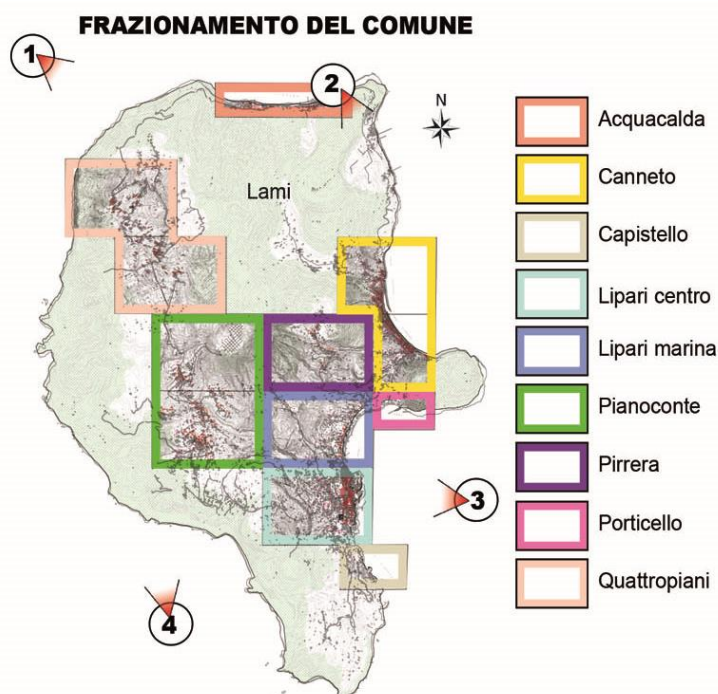 FRAZIONAMENTO DEL COMUNE
1
2
N
Lami
Acquacalda
Canneto
Capistello
Lipari centro
Lipari marina
Pianoconte
Pirrera
Porticello
Quattropiani
3
4